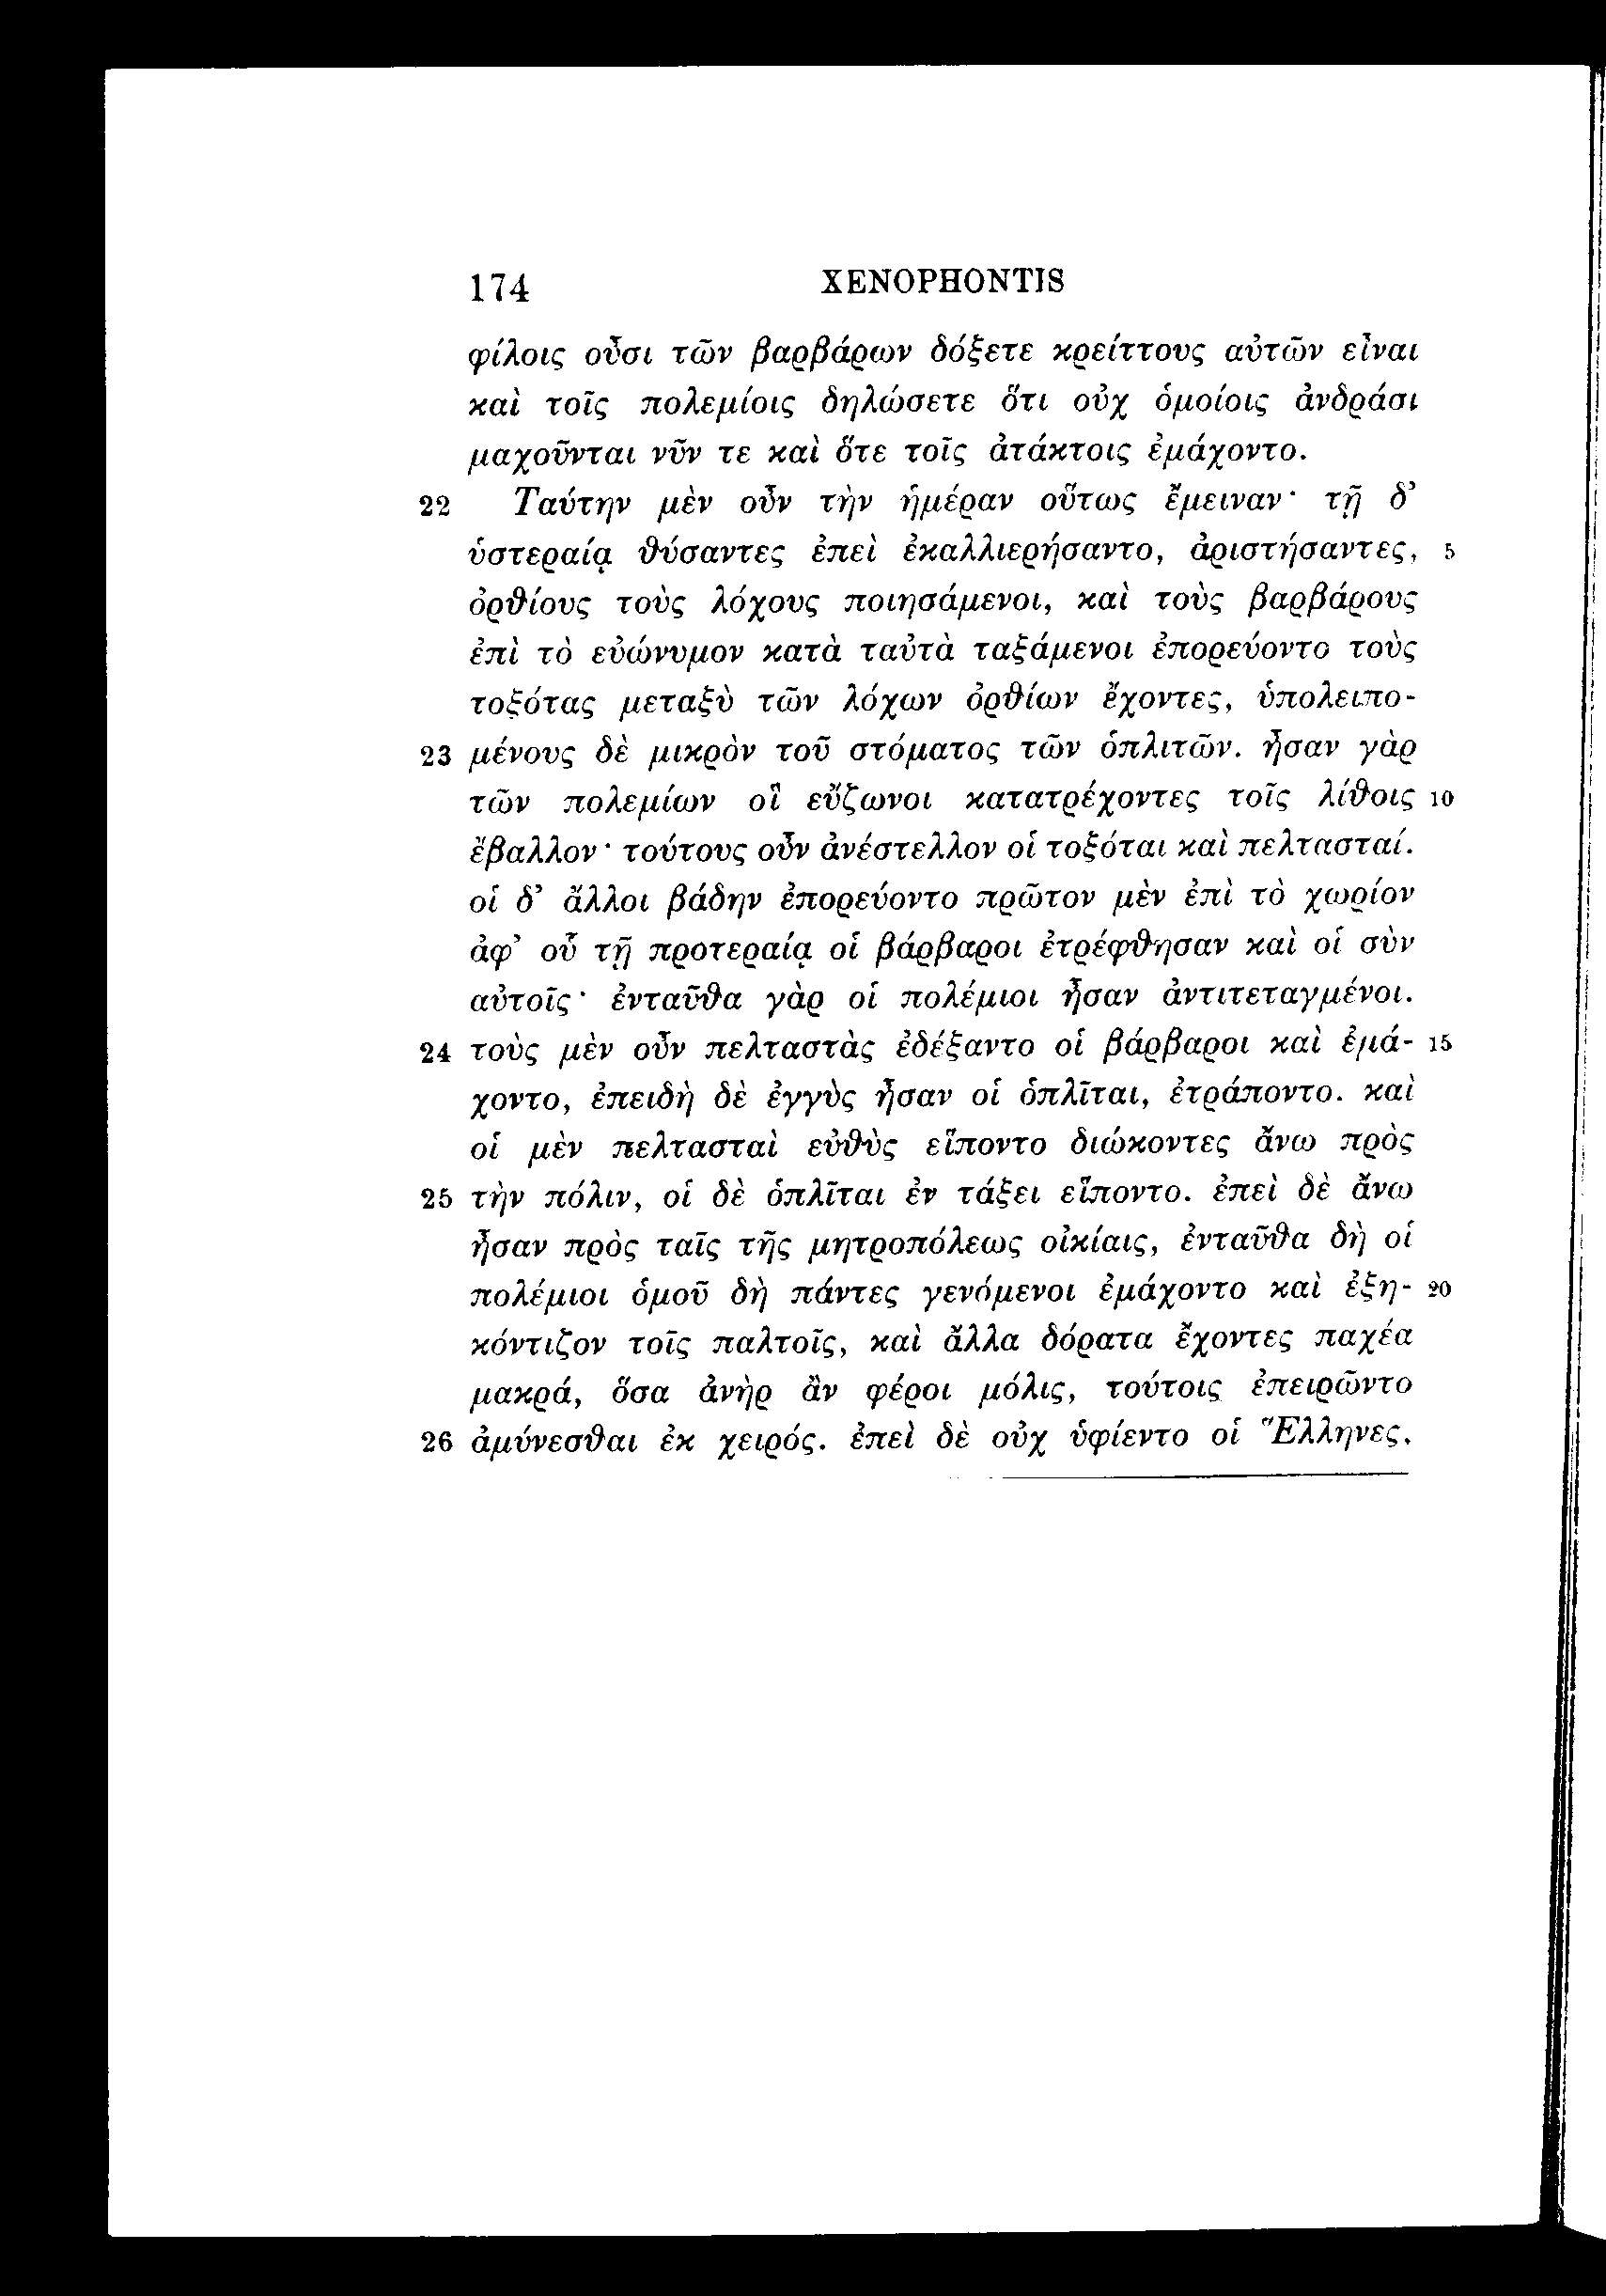 174 XENOPHONTIS
φίλοις οὖσι τῶν βαρβάρων δόξετε κρείττους αὐτῶν εἶναι
καὶ τοῖς πολεμίοις δηλώσετε ὅτι οὐχ ὁμοίοις ἀνδράσι
μαχοῦνται νῦν τε καὶ ὅτε τοῖς ἀτάκτοις ἐμάχοντο.
22 Ταύτην μὲν οὖν τὴν ἡμέραν οὕτως ἔμειναν· τῇ δ’
ὑστεραίᾳ θύσαντες ἐπεὶ ἐκαλλιερήσαντο, ἀριστήσαντες, 5
ὀρθίους τοὺς λόχους ποιησάμενοι, καὶ τοὺς βαρβάρους
ἐπὶ τὸ εὐώνυμον κατὰ ταὐτὰ ταξάμενοι ἐπορεύοντο τοὺς
τοξότας μεταξὺ τῶν λόχων ὀρθίων ἔχοντες, ὑπολειπο-
23 μένους δὲ μικρὸν τοῦ στόματος τῶν ὁπλιτῶν. ἦσαν γὰρ
τῶν πολεμίων οἳ εὔζωνοι κατατρέχοντες τοῖς λίθοις 10
ἔβαλλον· τούτους οὖν ἀνέστελλον οἱ τοξόται καὶ πελτασταί.
οἱ δ’ ἄλλοι βάδην ἐπορεύοντο πρῶτον μὲν ἐπὶ τὸ χωρίον
ἀφ’ οὗ τῇ προτεραίᾳ οἱ βάρβαροι ἐτρέφθησαν καὶ οἱ σὺν
αὐτοῖς· ἐνταῦθα γὰρ οἱ πολέμιοι ἦσαν ἀντιτεταγμένοι.
24 τοὺς μὲν οὖν πελταστὰς ἐδέξαντο οἱ βάρβαροι καὶ ἐμά- 15
χοντο, ἐπειδὴ δὲ ἐγγὺς ἦσαν οἱ ὁπλῖται, ἐτράποντο. καὶ
οἱ μὲν πελτασταὶ εὐθὺς εἵποντο διώκοντες ἄνω πρὸς
25 τὴν πόλιν, οἱ δὲ ὁπλῖται ἐν τάξει εἵποντο. ἐπεὶ δὲ ἄνω
ἦσαν πρὸς ταῖς τῆς μητροπόλεως οἰκίαις, ἐνταῦθα δὴ οἱ
πολέμιοι ὁμοῦ δὴ πάντες γενόμενοι ἐμάχοντο καὶ ἐξη- 20
κόντιζον τοῖς παλτοῖς, καὶ ἄλλα δόρατα ἔχοντες παχέα
μακρά, ὅσα ἀνὴρ ἂν φέροι μόλις, τούτοις ἐπειρῶντο
26 ἀμύνεσθαι ἐκ χειρός. ἐπεὶ δὲ οὐχ ὑφίεντο οἱ Ἕλληνες,